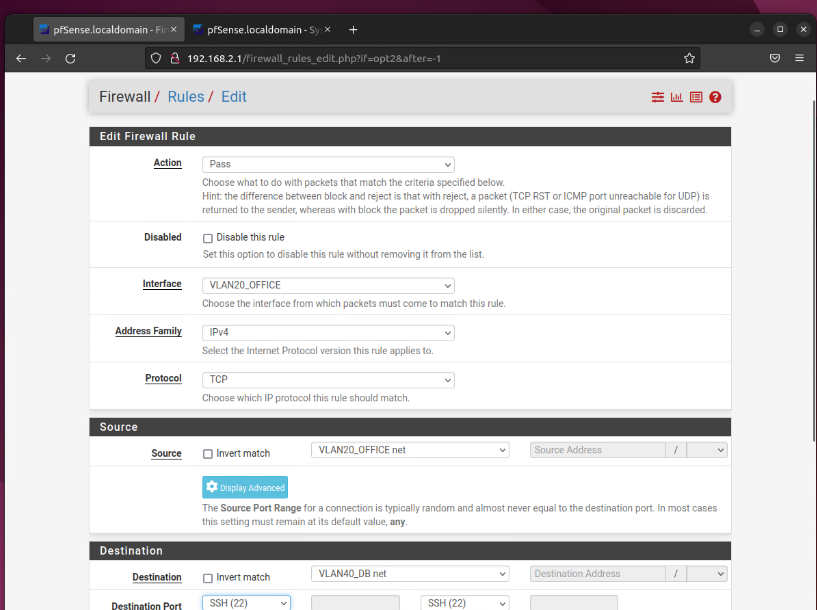 pfSense.localdomain - Fir ×
pfSense.localdomain - Sy ×
+
192.168.2.1/firewall_rules_edit.php?if=opt2&after=-1
Firewall / Rules / Edit
Edit Firewall Rule
Action
Pass
Choose what to do with packets that match the criteria specified below.
Hint: the difference between block and reject is that with reject, a packet (TCP RST or ICMP port unreachable for UDP) is
returned to the sender, whereas with block the packet is dropped silently. In either case, the original packet is discarded.
Disabled
Disable this rule
Set this option to disable this rule without removing it from the list.
Interface
VLAN20_OFFICE
Choose the interface from which packets must come to match this rule.
Address Family
IPv4
Select the Internet Protocol version this rule applies to.
Protocol
TCP
Choose which IP protocol this rule should match.
Source
Source
Invert match
VLAN20_OFFICE net
Source Address
/
Display Advanced
The Source Port Range for a connection is typically random and almost never equal to the destination port. In most cases
this setting must remain at its default value, any.
Destination
Destination
Invert match
VLAN40_DB net
Destination Address
/
Destination Port
SSH (22)
SSH (22)